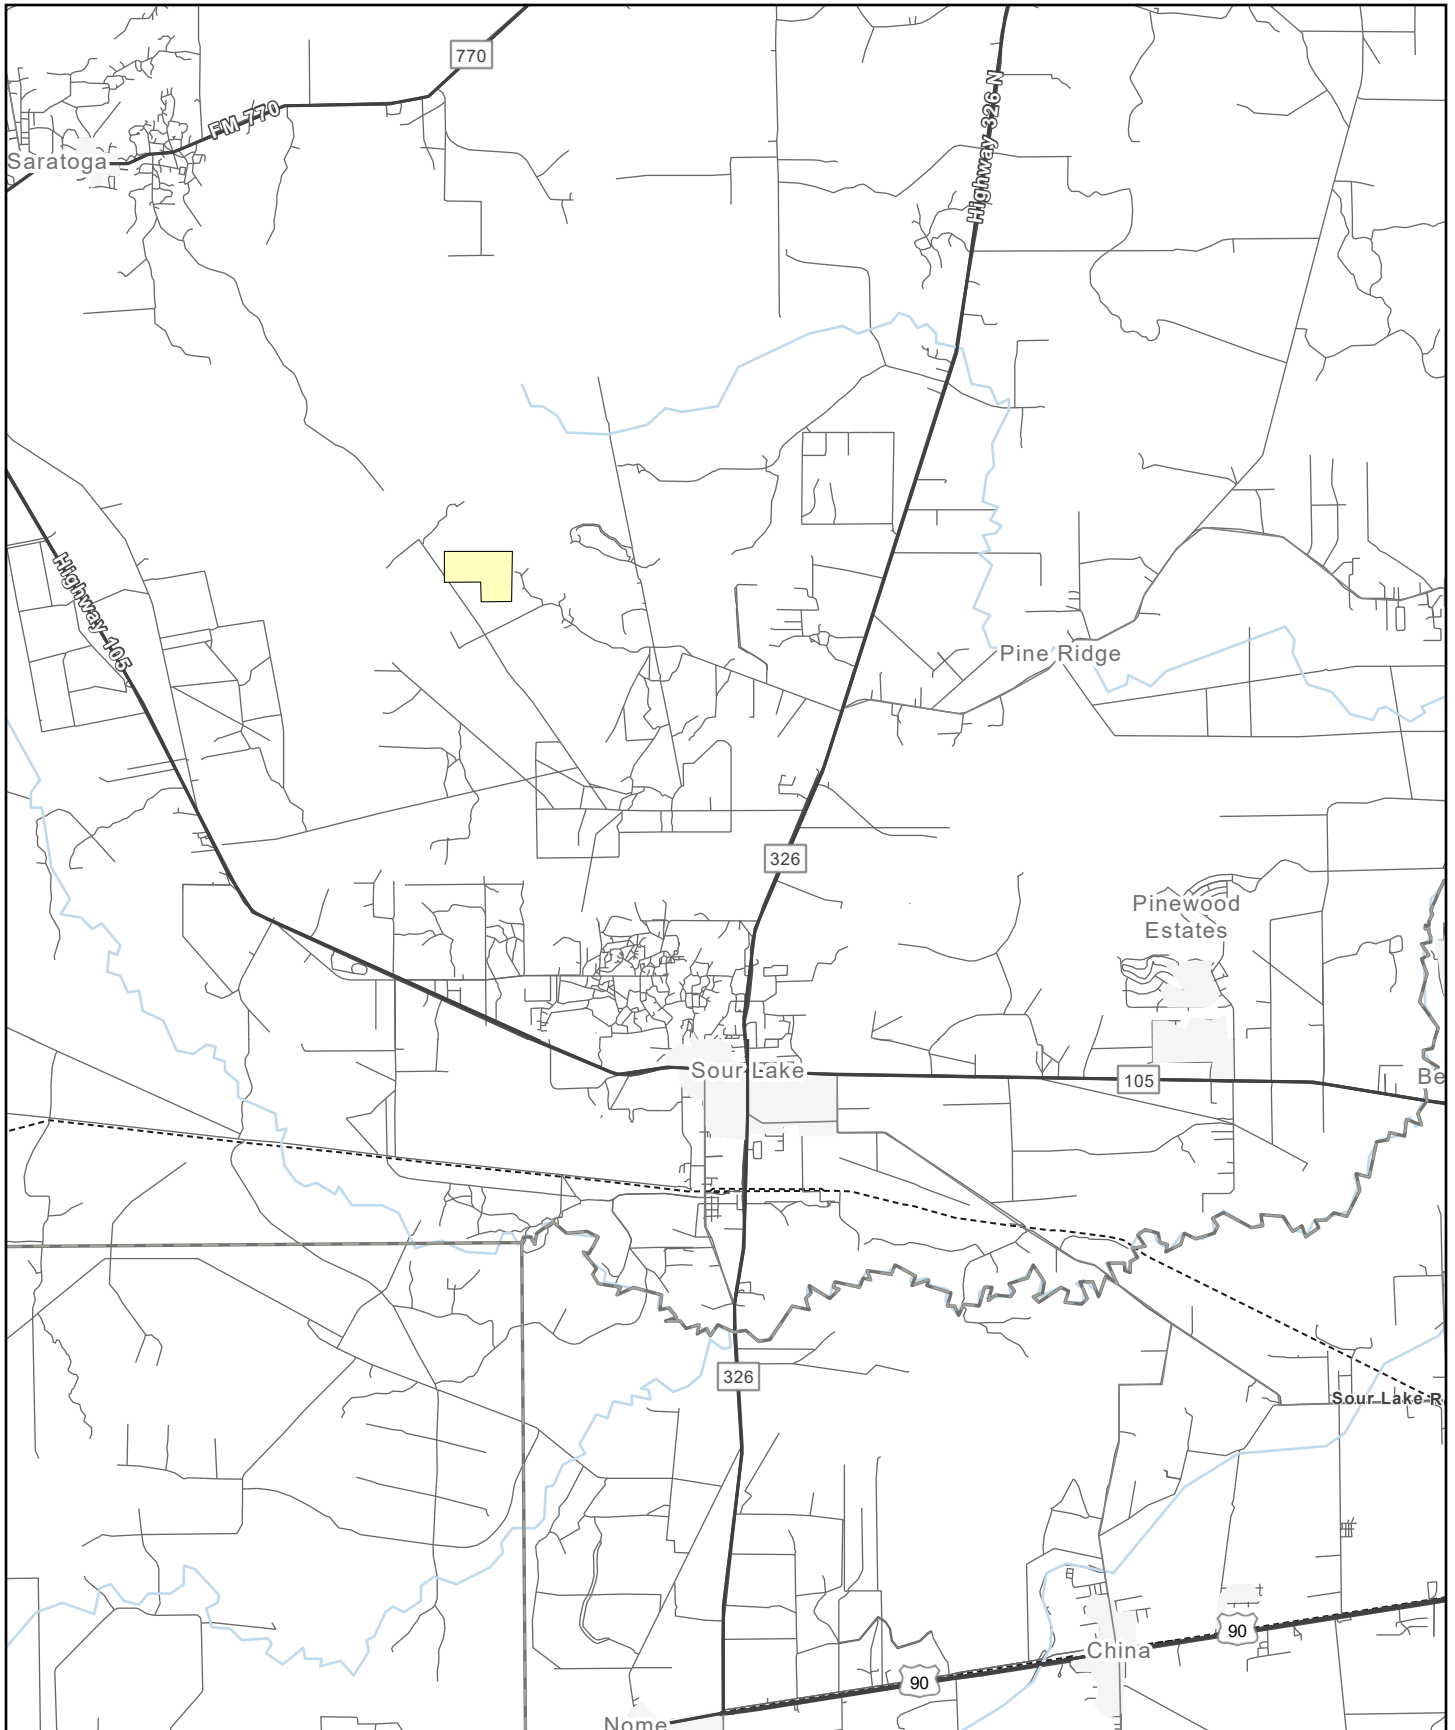 770
FM 770
Highway 326 N
Saratoga
Highway 105
Pine Ridge
326
Pinewood
Estates
Sour Lake
105
Be
326
Sour Lake R
90
China
90
Nome